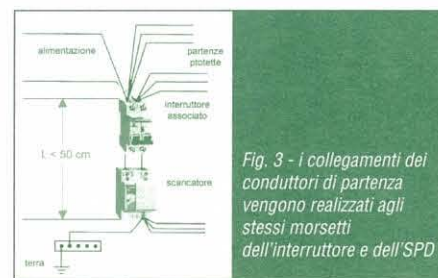 alimentazione
partenze
ptotette
interruttore
associato
L < 50 cm
scaricatore
terra
Fig. 3 - i collegamenti dei
conduttori di partenza
vengono realizzati agli
stessi morsetti
dell'interruttore e dell'SPD